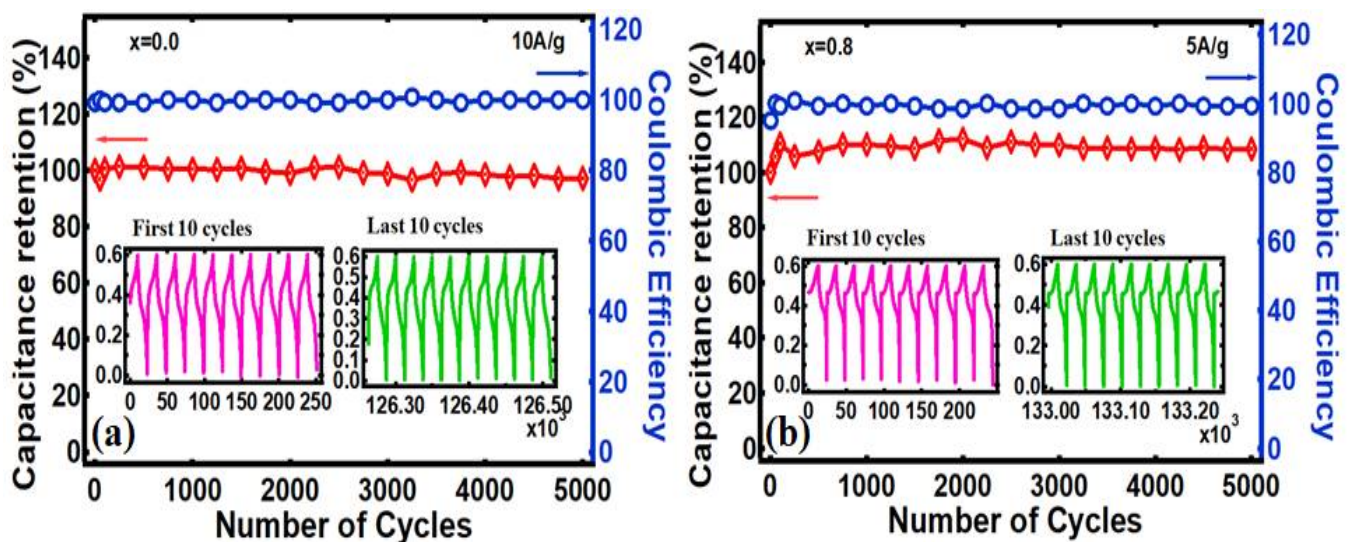 x=0.0
10A/g
Capacitance retention (%)
140
120
100
80
60
40
20
0
120
100
80
60
40
20
0
Coulombic Efficiency
First 10 cycles
0.6
0.4
0.2
0.0
0 50 100 150 200 250
Last 10 cycles
0.6
0.5
0.4
0.3
0.2
0.1
0.0
126.30 126.40 126.50
x10³
(a)
0 1000 2000 3000 4000 5000
Number of Cycles
x=0.8
5A/g
Capacitance retention (%)
140
120
100
80
60
40
20
0
120
100
80
60
40
20
0
Coulombic Efficiency
First 10 cycles
0.6
0.4
0.2
0.0
0 50 100 150 200
Last 10 cycles
0.6
0.4
0.2
0.0
133.00 133.10 133.20
x10³
(b)
0 1000 2000 3000 4000 5000
Number of Cycles